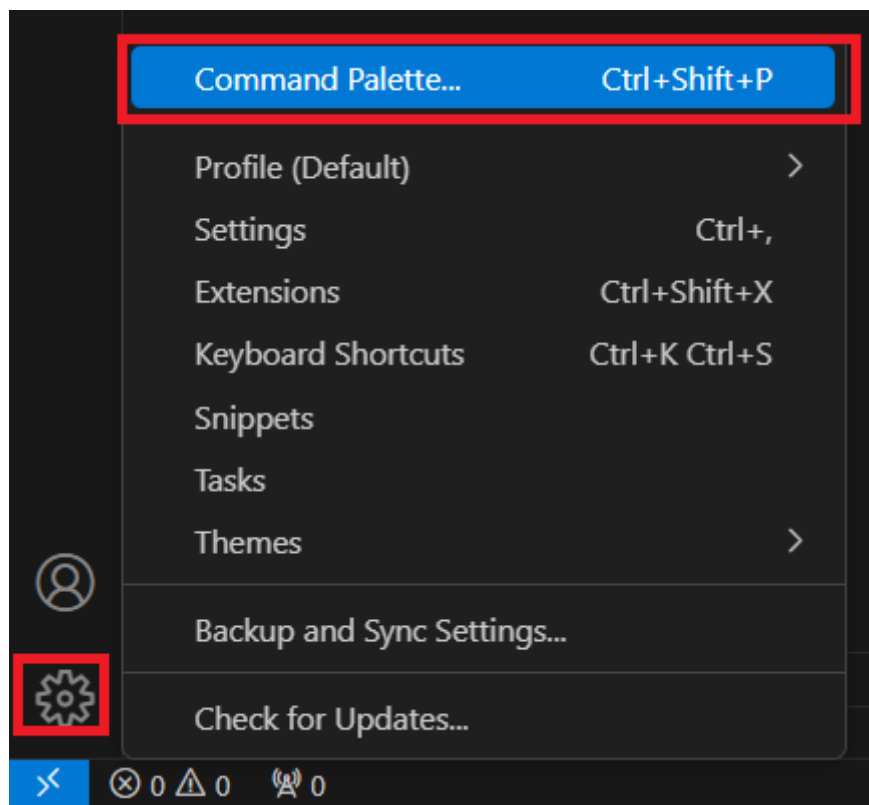 Command Palette... Ctrl+Shift+P
Profile (Default)
Settings Ctrl+,
Extensions Ctrl+Shift+X
Keyboard Shortcuts Ctrl+K Ctrl+S
Snippets
Tasks
Themes
Backup and Sync Settings...
Check for Updates...
0 0 0